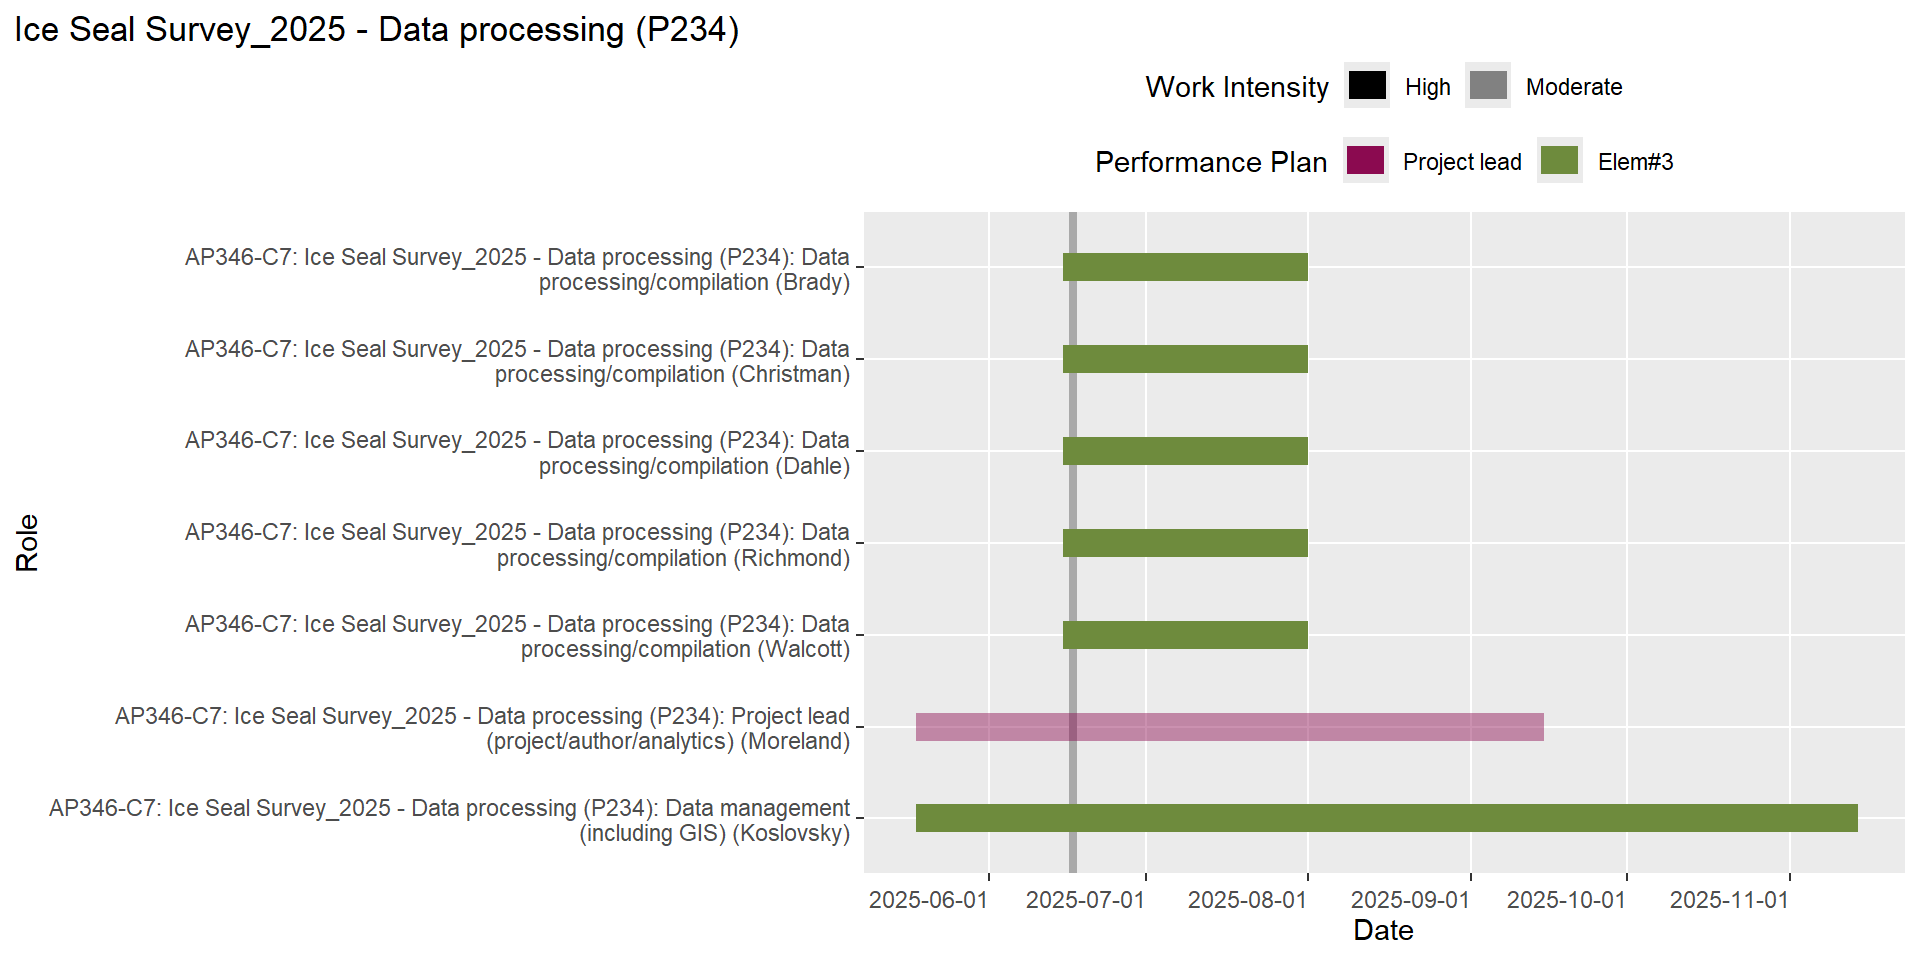 Ice Seal Survey_2025 - Data processing (P234)
Work Intensity High Moderate
Performance Plan Project lead Elem#3
AP346-C7: Ice Seal Survey_2025 - Data processing (P234): Data
processing/compilation (Brady)
AP346-C7: Ice Seal Survey_2025 - Data processing (P234): Data
processing/compilation (Christman)
AP346-C7: Ice Seal Survey_2025 - Data processing (P234): Data
processing/compilation (Dahle)
AP346-C7: Ice Seal Survey_2025 - Data processing (P234): Data
processing/compilation (Richmond)
AP346-C7: Ice Seal Survey_2025 - Data processing (P234): Data
processing/compilation (Walcott)
AP346-C7: Ice Seal Survey_2025 - Data processing (P234): Project lead
(project/author/analytics) (Moreland)
AP346-C7: Ice Seal Survey_2025 - Data processing (P234): Data management
(including GIS) (Koslovsky)
Role
2025-06-01 2025-07-01 2025-08-01 2025-09-01 2025-10-01 2025-11-01
Date